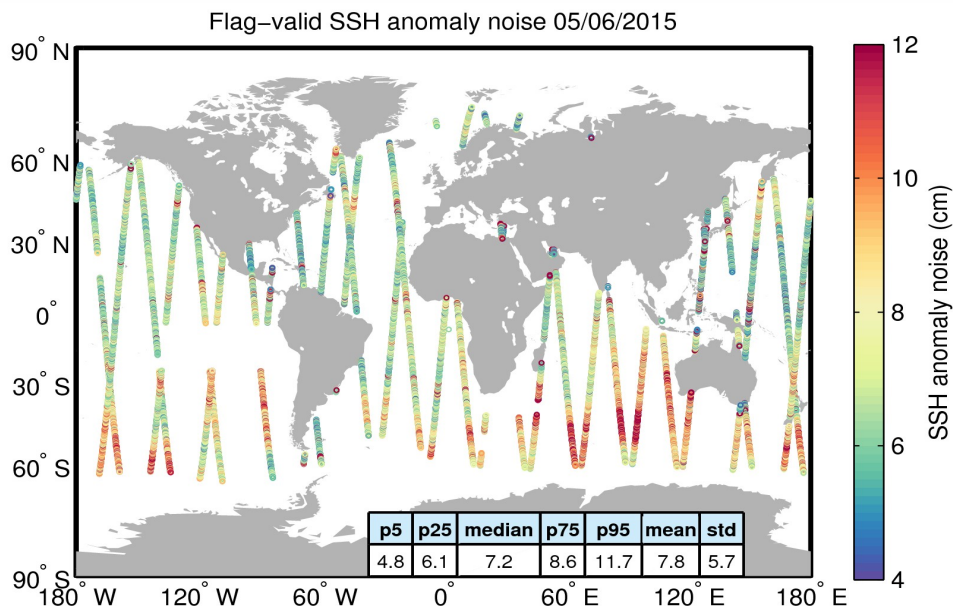 Flag−valid SSH anomaly noise 05/06/2015
90° N
60° N
30° N
0°
30° S
60° S
90° S
180° W 120° W 60° W 0° 60° E 120° E 180° E
p5 p25 median p75 p95 mean std
4.8 6.1 7.2 8.6 11.7 7.8 5.7
12
10
8
6
4
SSH anomaly noise (cm)